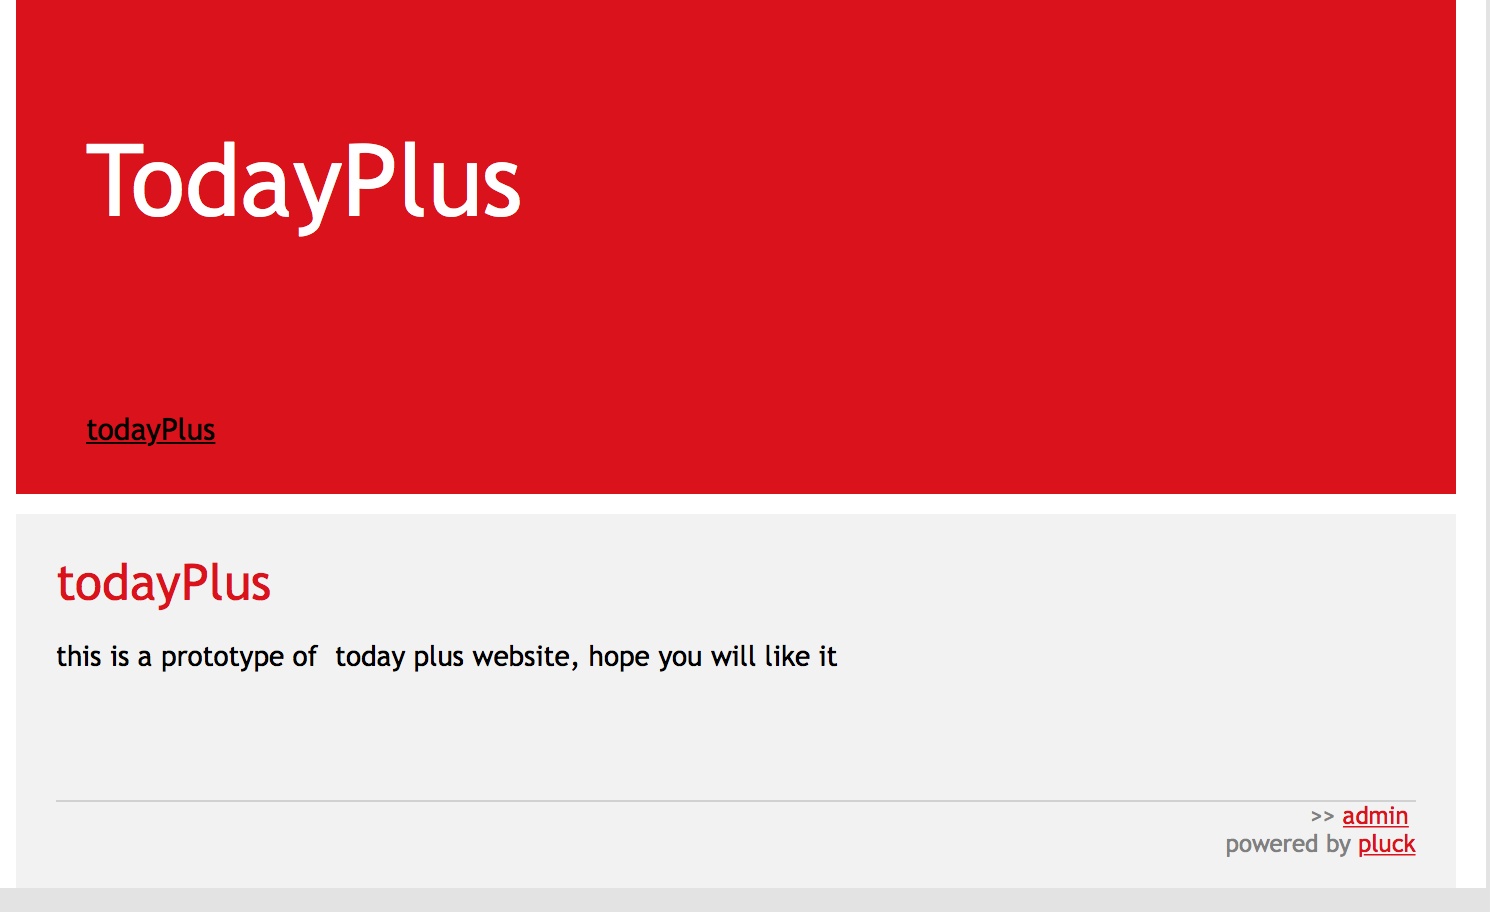 TodayPlus
todayPlus
todayPlus
this is a prototype of  today plus website, hope you will like it
>> admin
powered by pluck